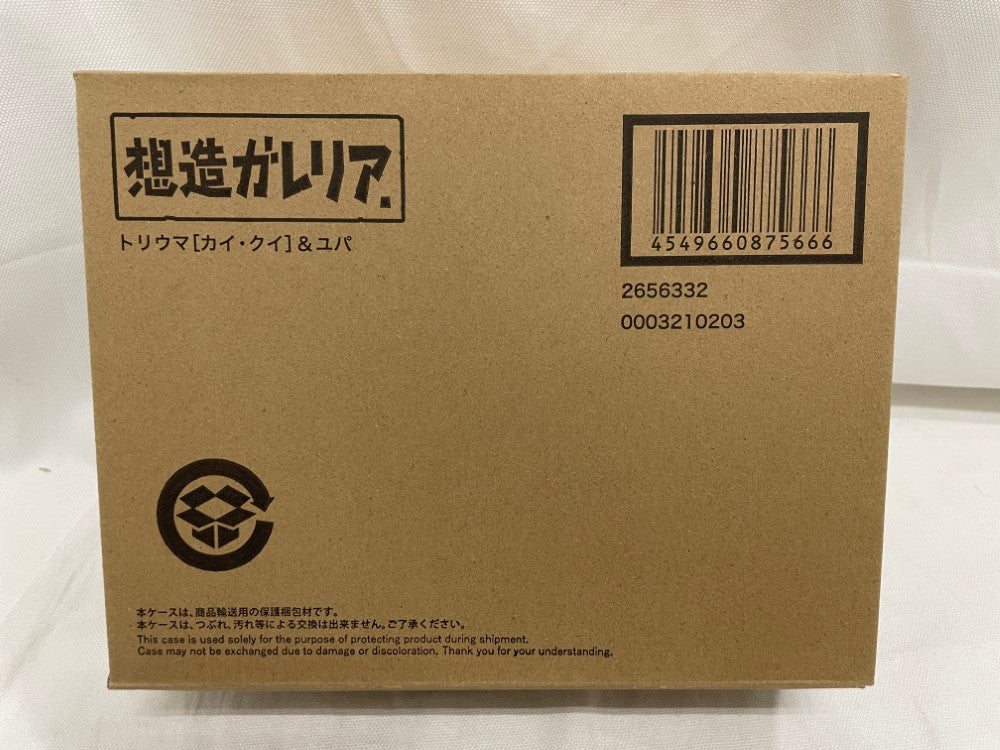 想造ガレリア.
トリウマ[カイ・クイ]&ユパ
4549660875666
2656332
0003210203
本ケースは、商品輸送用の保護梱包材です。
本ケースは、つぶれ、汚れ等による交換は出来ません。ご了承ください。
This case is used solely for the purpose of protecting product during shipment.
Case may not be exchanged due to damage or discoloration. Thank you for your understanding.